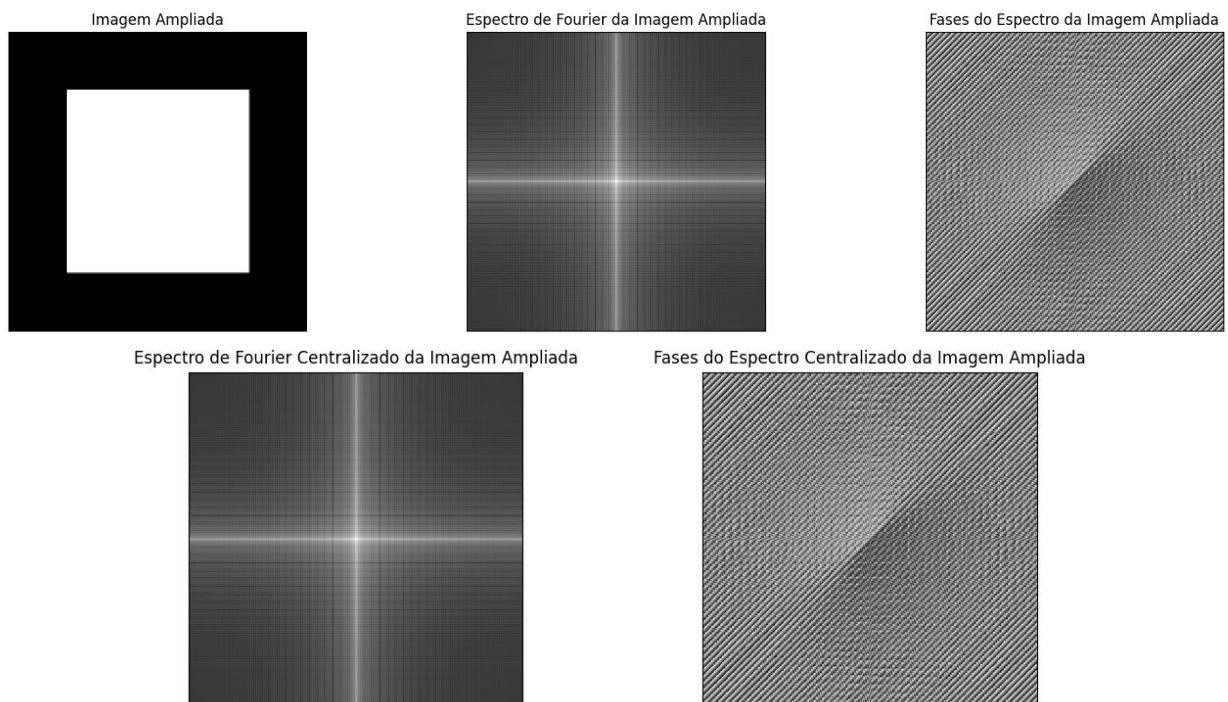 Imagem Ampliada
Espectro de Fourier da Imagem Ampliada
Fases do Espectro da Imagem Ampliada
Espectro de Fourier Centralizado da Imagem Ampliada
Fases do Espectro Centralizado da Imagem Ampliada